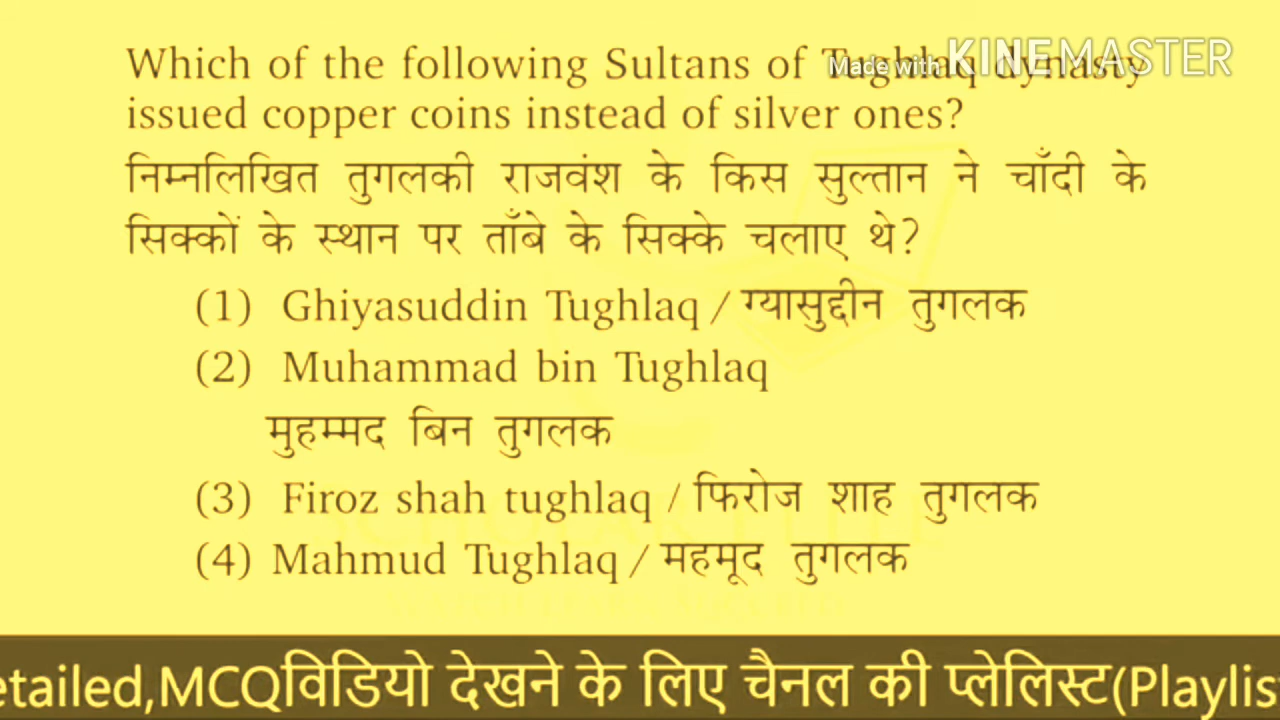 Which of the following Sultans of Tughlaq dynasty
Made with KINEMASTER
issued copper coins instead of silver ones?
निम्नलिखित तुगलकी राजवंश के किस सुल्तान ने चाँदी के
सिक्कों के स्थान पर ताँबे के सिक्के चलाए थे?
(1) Ghiyasuddin Tughlaq / ग्यासुद्दीन तुगलक
(2) Muhammad bin Tughlaq
मुहम्मद बिन तुगलक
(3) Firoz shah tughlaq / फिरोज शाह तुगलक
(4) Mahmud Tughlaq / महमूद तुगलक
etailed,MCQविडियो देखने के लिए चैनल की प्लेलिस्ट(Playlis